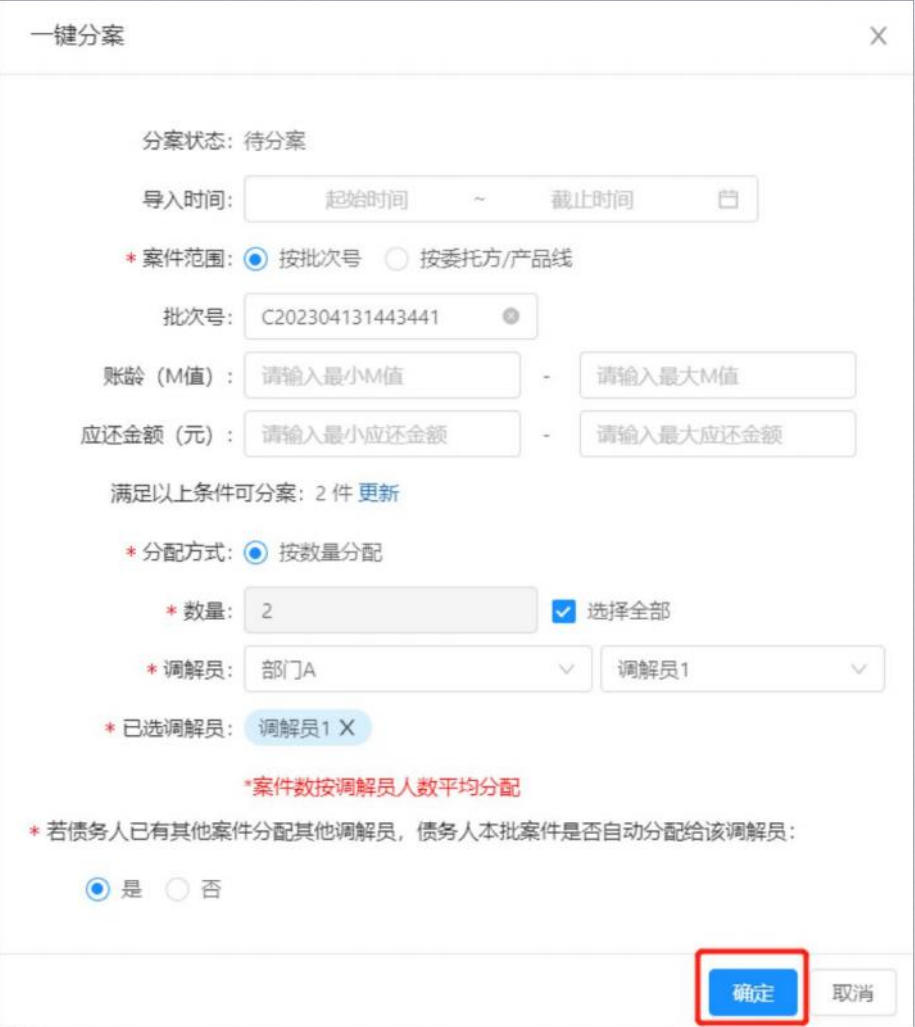 一键分案
分案状态：待分案
导入时间： 起始时间 ~ 截止时间
* 案件范围： 按批次号 按委托方/产品线
批次号： C202304131443441
账龄（M值）： 请输入最小M值 - 请输入最大M值
应还金额（元）： 请输入最小应还金额 - 请输入最大应还金额
满足以上条件可分案：2 件 更新
* 分配方式： 按数量分配
* 数量： 2 选择全部
* 调解员： 部门A 调解员1
* 已选调解员： 调解员1 X
*案件数按调解员人数平均分配
* 若债务人已有其他案件分配其他调解员，债务人本批案件是否自动分配给该调解员：
是 否
确定 取消